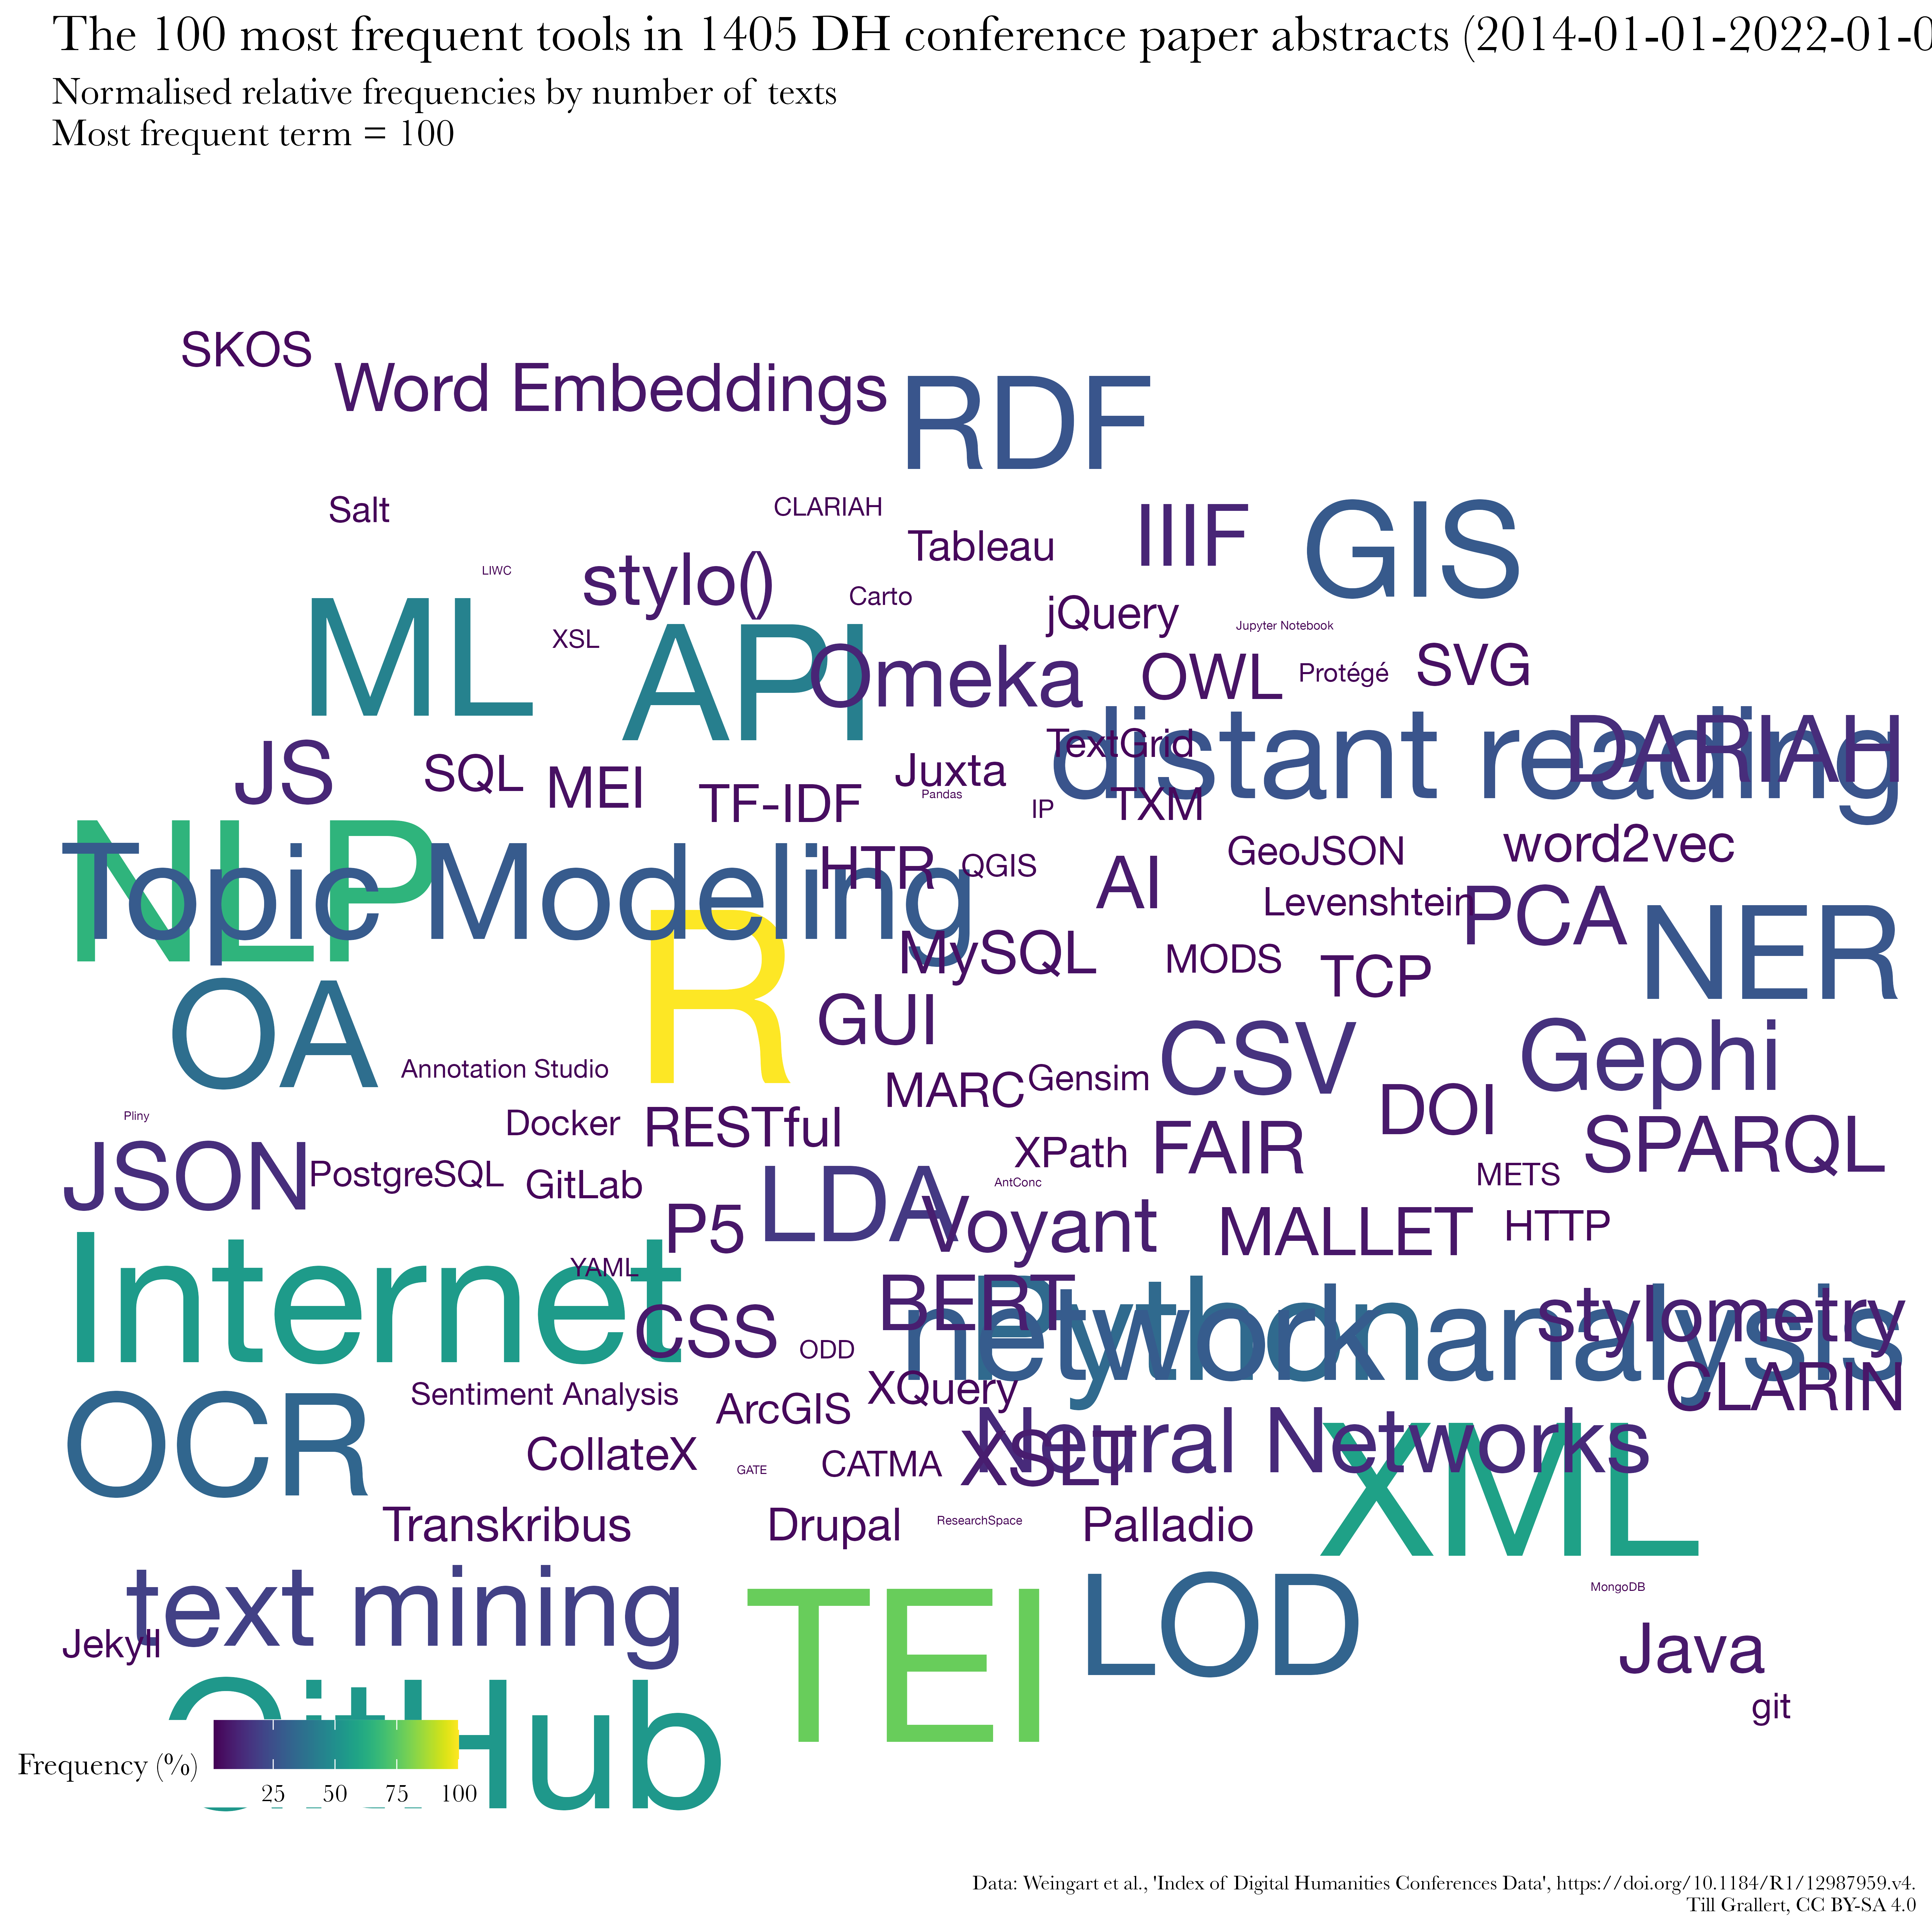 The 100 most frequent tools in 1405 DH conference paper abstracts (2014-01-01-2022-01-0
Normalised relative frequencies by number of texts
Most frequent term = 100
SKOS
Word Embeddings
RDF
Salt
CLARIAH
Tableau
IIIF
GIS
LIWC
stylo()
Carto
jQuery
Jupyter Notebook
ML
XSL
API
Omeka
OWL
Protégé
SVG
distant reading
DARIAH
TextGrid
JS
SQL
MEI
TF-IDF
Juxta
Pandas
IP
TXM
NLP
Topic Modeling
HTR
QGIS
AI
GeoJSON
word2vec
Levenshtein
PCA
NER
R
MySQL
MODS
TCP
OA
GUI
CSV
Gephi
Annotation Studio
MARC
Gensim
DOI
Pliny
Docker
RESTful
XPath
FAIR
SPARQL
JSON
PostgreSQL
GitLab
LDA
AntConc
METS
P5
Voyant
MALLET
HTTP
Internet
YAML
CSS
ODD
BERT
network analysis
Python
stylometry
CLARIN
OCR
Sentiment Analysis
ArcGIS
XQuery
CollateX
GATE
CATMA
XSLT
Neural Networks
XML
Transkribus
Drupal
ResearchSpace
Palladio
text mining
Jekyll
TEI
LOD
MongoDB
Java
git
GitHub
Frequency (%)
25 50 75 100
Data: Weingart et al., 'Index of Digital Humanities Conferences Data', https://doi.org/10.1184/R1/12987959.v4.
Till Grallert, CC BY-SA 4.0